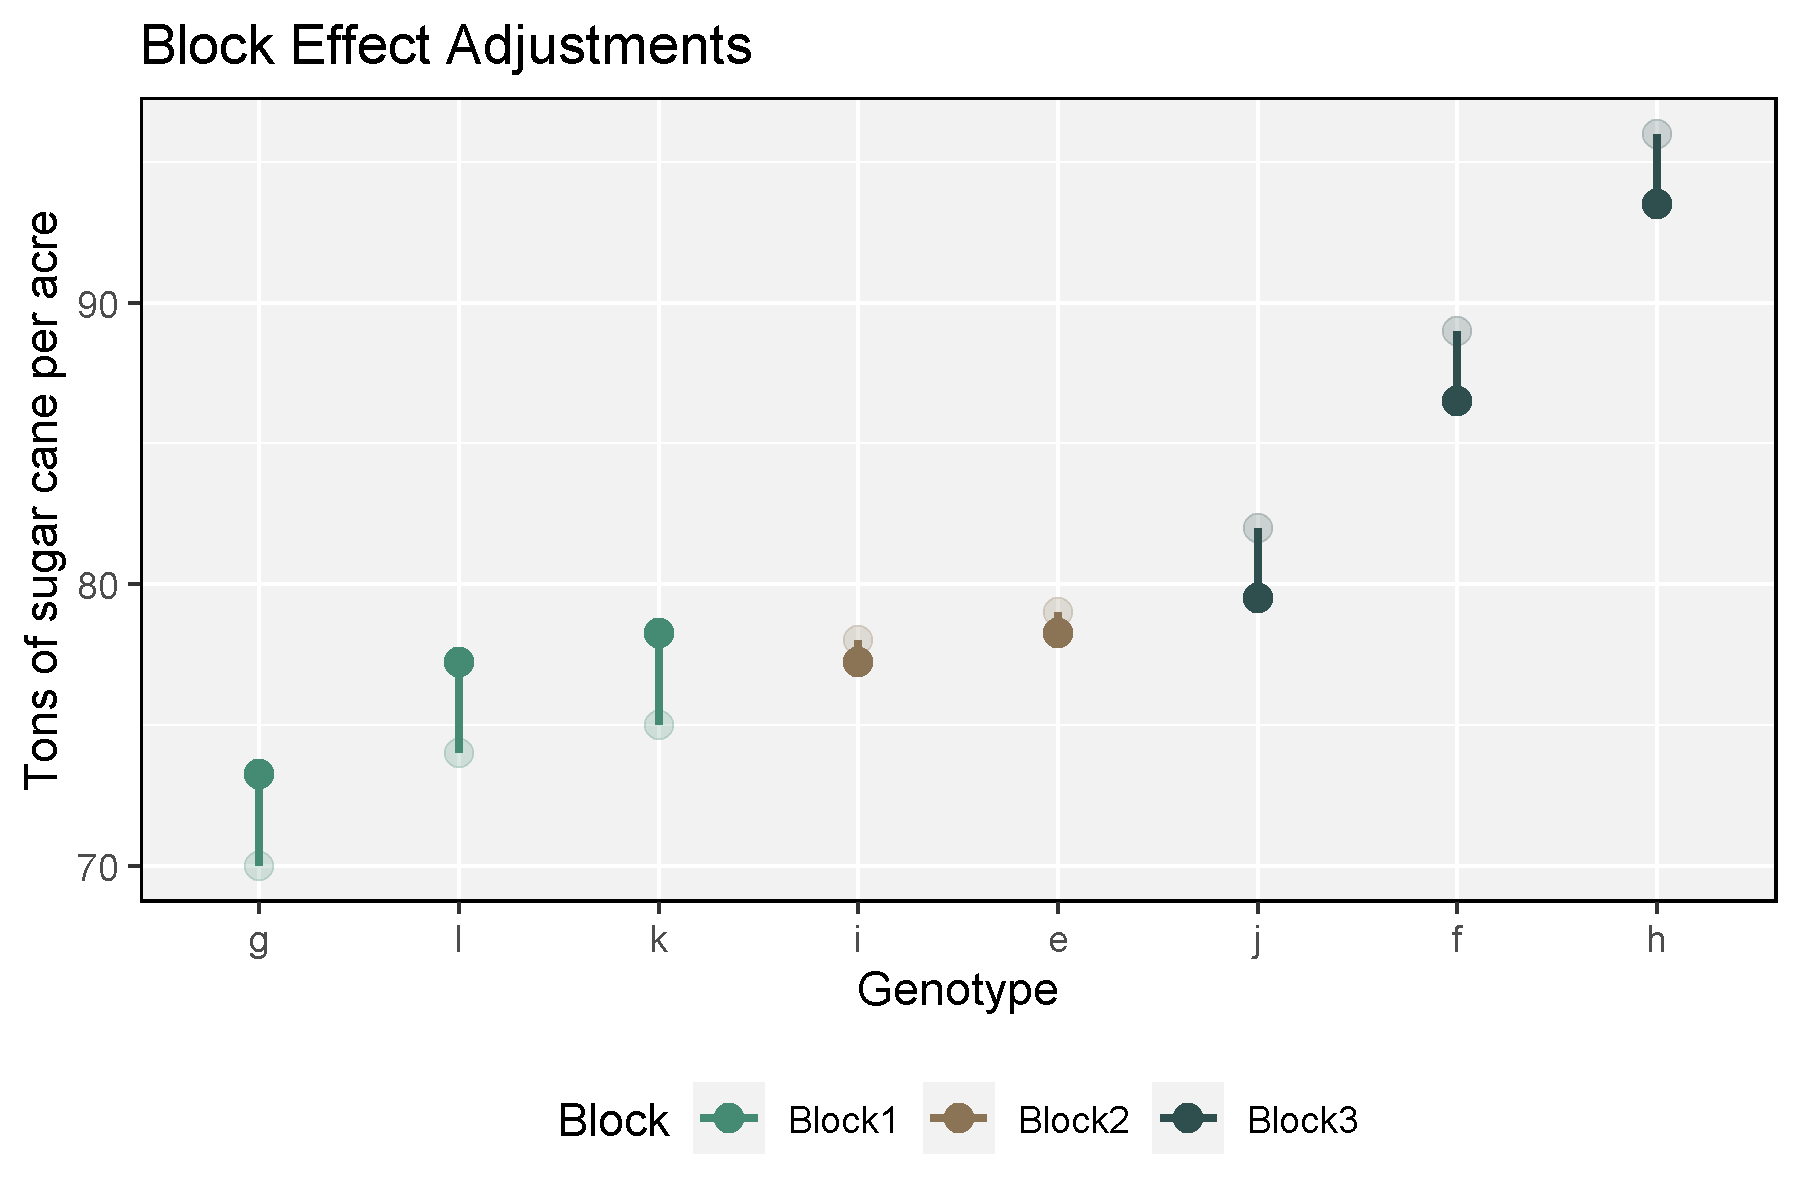 Block Effect Adjustments
Tons of sugar cane per acre
90
80
70
g l k i e j f h
Genotype
Block Block1 Block2 Block3